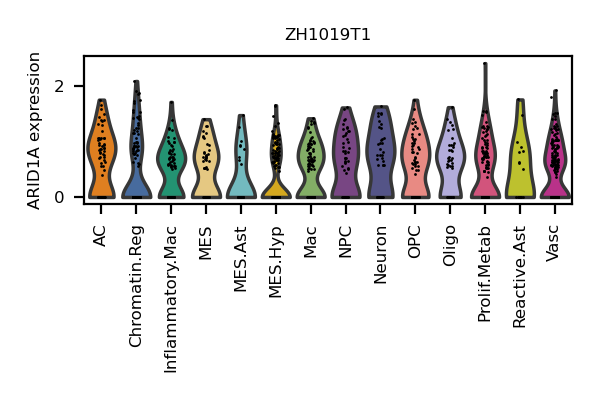 ZH1019T1
ARID1A expression
2
0
AC
Chromatin.Reg
Inflammatory.Mac
MES
MES.Ast
MES.Hyp
Mac
NPC
Neuron
OPC
Oligo
Prolif.Metab
Reactive.Ast
Vasc